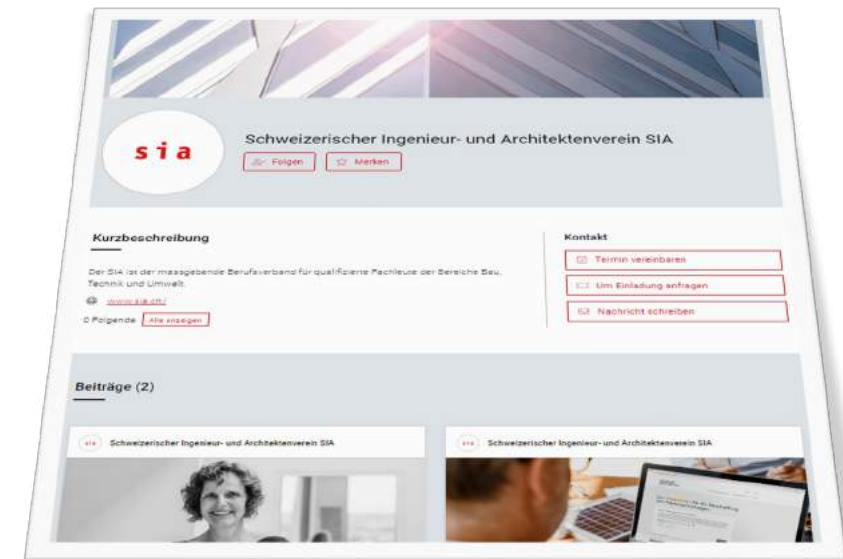 sia
Schweizerischer Ingenieur- und Architektenverein SIA
Folgen
Merken
Kurzbeschreibung
Der SIA ist der massgebende Berufsverband für qualifizierte Fachleute der Bereiche Bau,
Technik und Umwelt.
www.sia.ch/
0 Folgende
Alle anzeigen
Kontakt
Termin vereinbaren
Um Einladung anfragen
Nachricht schreiben
Beiträge (2)
sia Schweizerischer Ingenieur- und Architektenverein SIA
sia Schweizerischer Ingenieur- und Architektenverein SIA